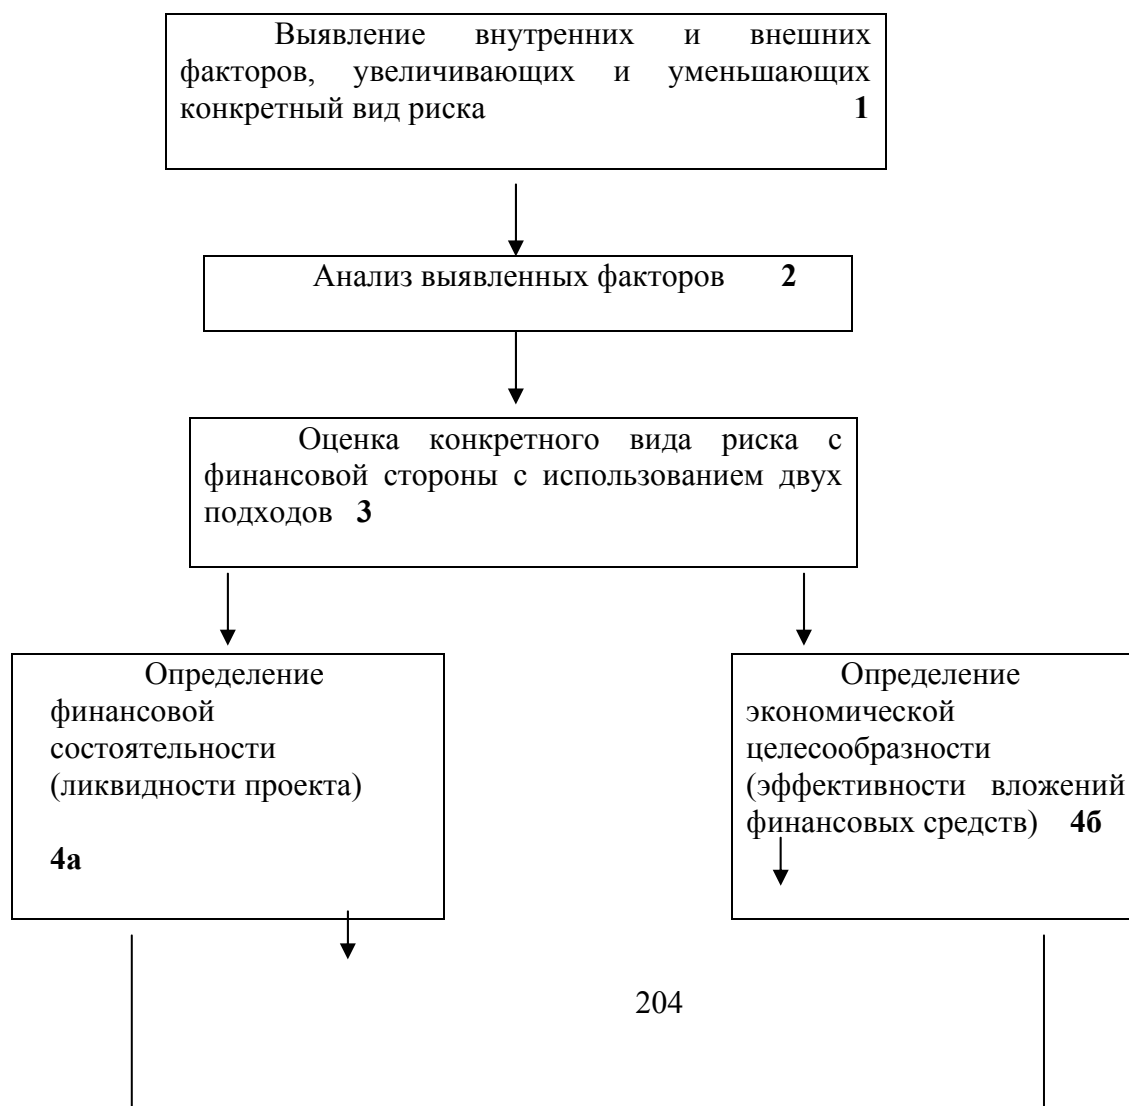 Выявление внутренних и внешних
факторов, увеличивающих и уменьшающих
конкретный вид риска 1
Анализ выявленных факторов 2
Оценка конкретного вида риска с
финансовой стороны с использованием двух
подходов 3
Определение
финансовой
состоятельности
(ликвидности проекта)
4а
Определение
экономической
целесообразности
(эффективности вложений
финансовых средств) 4б
204